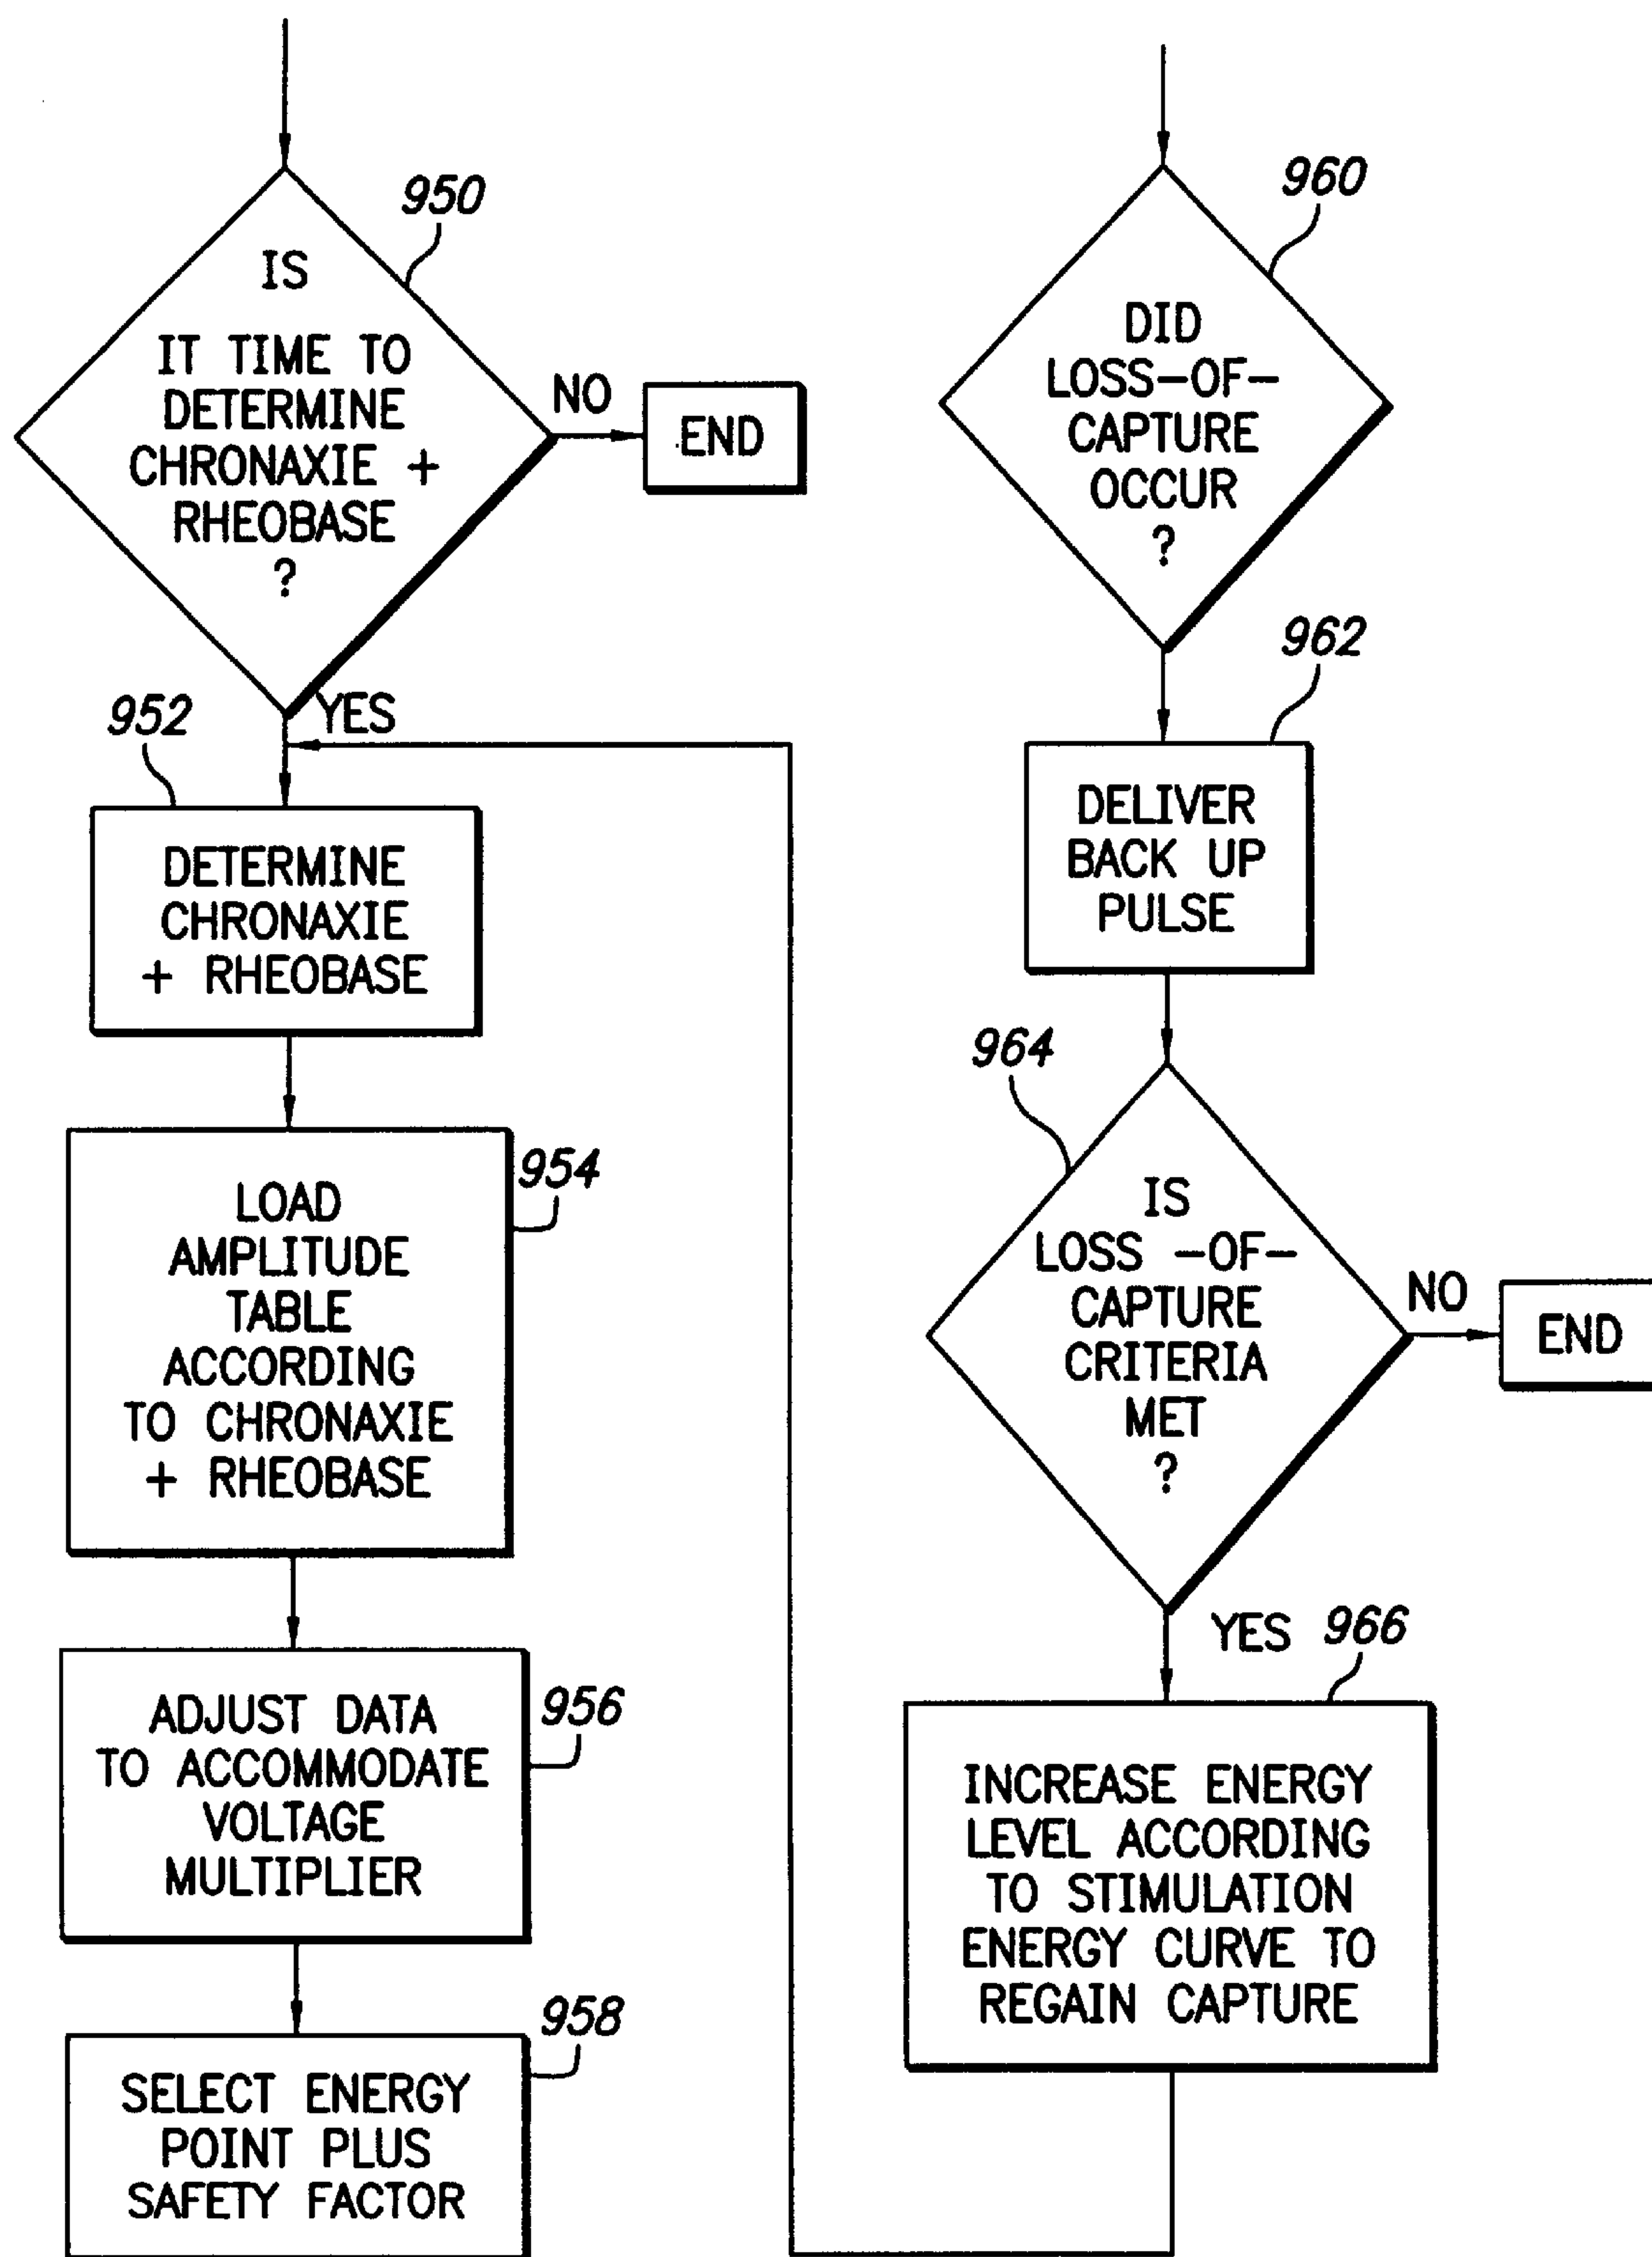 950
IS
IT TIME TO
DETERMINE
CHRONAXIE +
RHEOBASE
?
NO
END
YES
952
DETERMINE
CHRONAXIE
+ RHEOBASE
954
LOAD
AMPLITUDE
TABLE
ACCORDING
TO CHRONAXIE
+ RHEOBASE
956
ADJUST DATA
TO ACCOMMODATE
VOLTAGE
MULTIPLIER
958
SELECT ENERGY
POINT PLUS
SAFETY FACTOR
960
DID
LOSS-OF-
CAPTURE
OCCUR
?
962
DELIVER
BACK UP
PULSE
964
IS
LOSS -OF-
CAPTURE
CRITERIA
MET
?
NO
END
YES
966
INCREASE ENERGY
LEVEL ACCORDING
TO STIMULATION
ENERGY CURVE TO
REGAIN CAPTURE